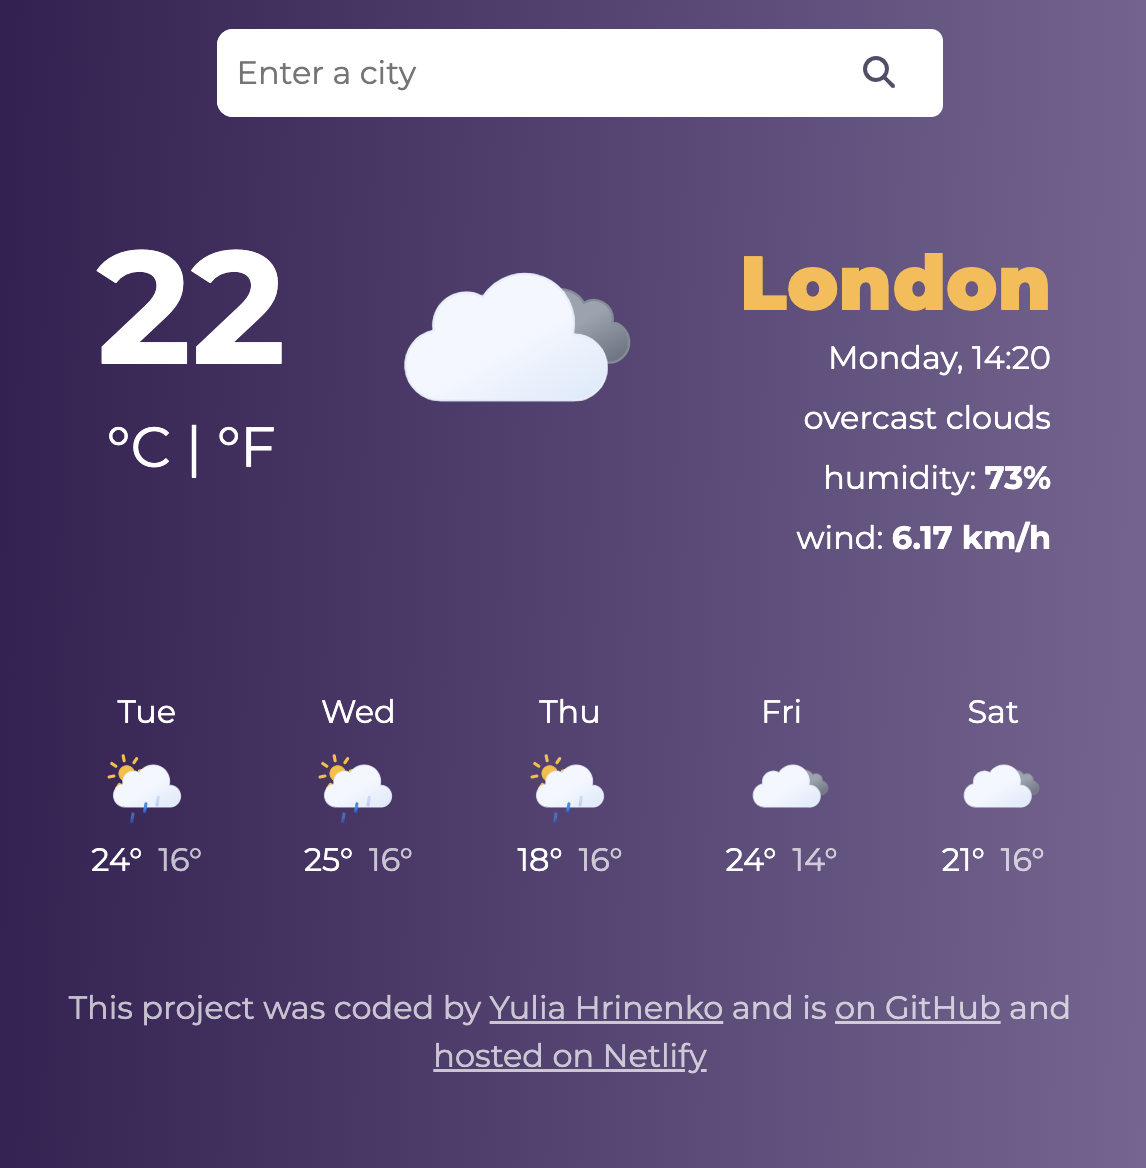 Enter a city
22
°C | °F
London
Monday, 14:20
overcast clouds
humidity: 73%
wind: 6.17 km/h
Tue Wed Thu Fri Sat
24° 16° 25° 16° 18° 16° 24° 14° 21° 16°
This project was coded by Yulia Hrinenko and is on GitHub and
hosted on Netlify